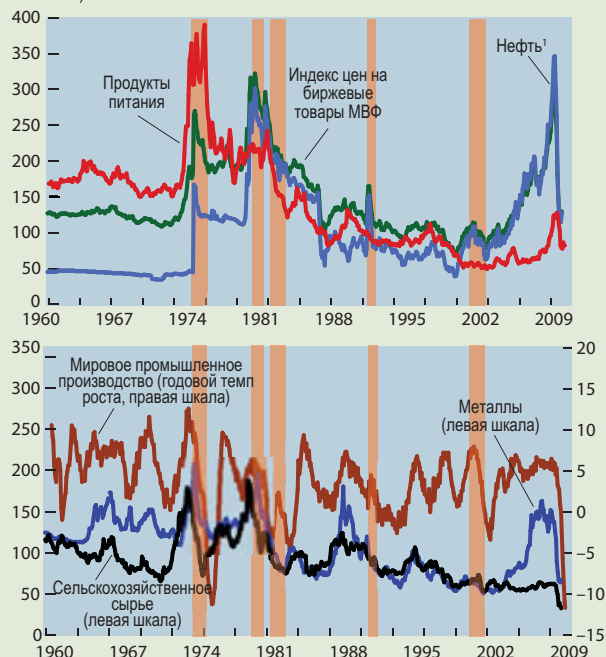 400
350
300
250
200
150
100
50
0
Продукты
питания
Индекс цен на
биржевые
товары МВФ
Нефть¹
1960 1967 1974 1981 1988 1995 2002 2009
350
300
250
200
150
100
50
0
Мировое промышленное
производство (годовой темп
роста, правая шкала)
Металлы
(левая шкала)
Сельскохозяйственное
сырье
(левая шкала)
20
15
10
5
0
–5
–10
–15
1960 1967 1974 1981 1988 1995 2002 2009